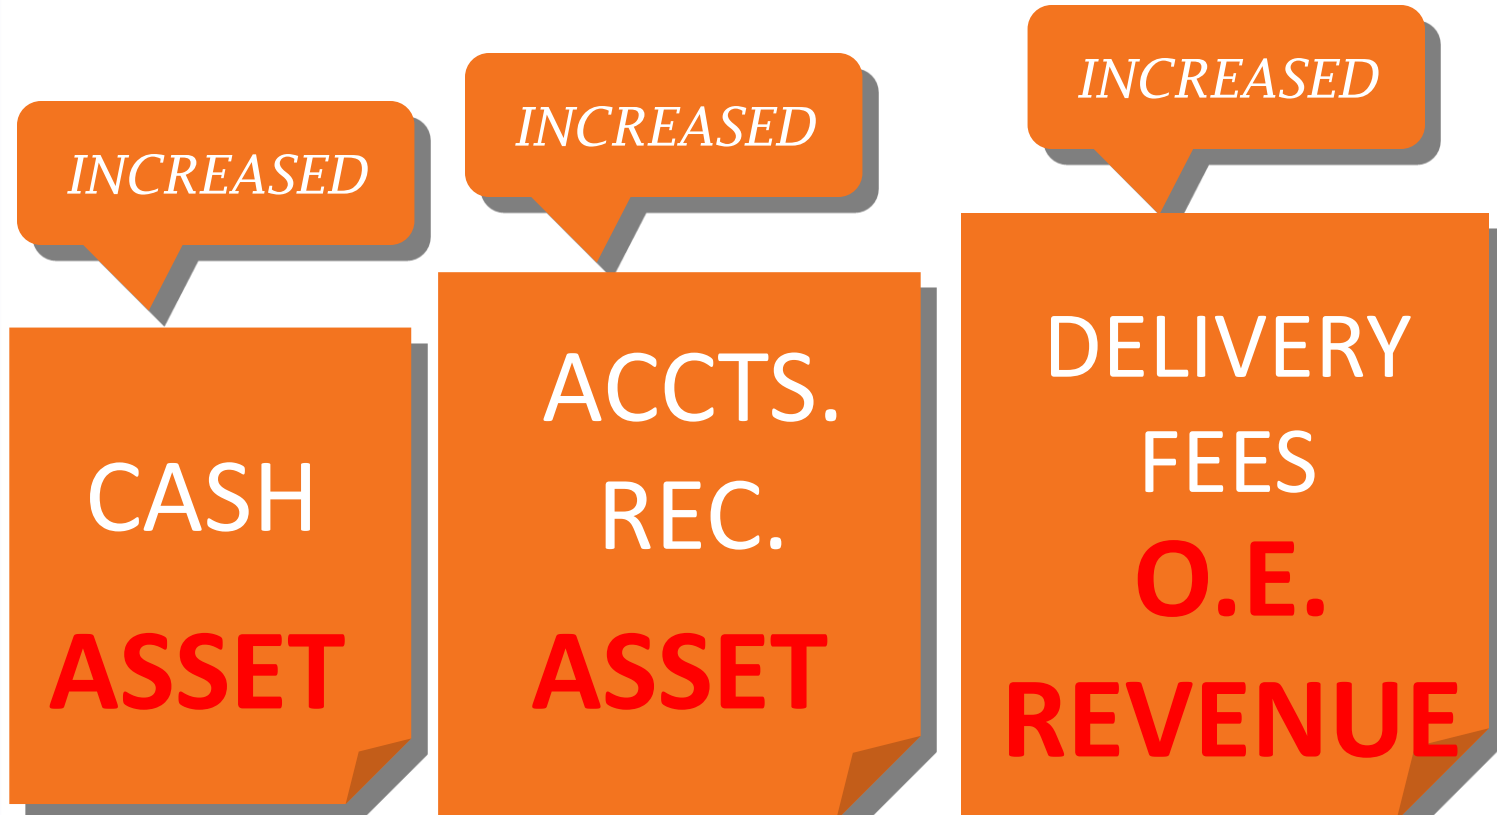 INCREASED
CASH
ASSET
INCREASED
ACCTS.
REC.
ASSET
INCREASED
DELIVERY
FEES
O.E.
REVENUE